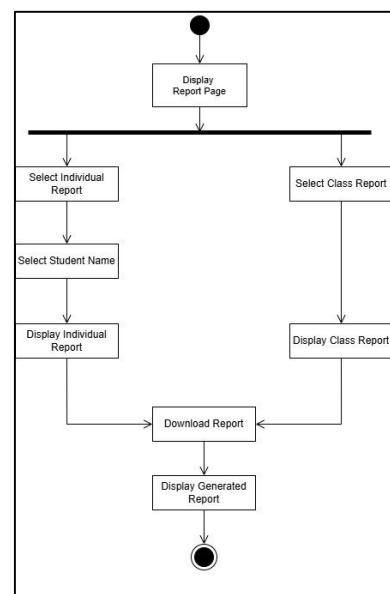 Display
Report Page
Select Individual
Report
Select Class Report
Select Student Name
Display Individual
Report
Display Class Report
Download Report
Display Generated
Report